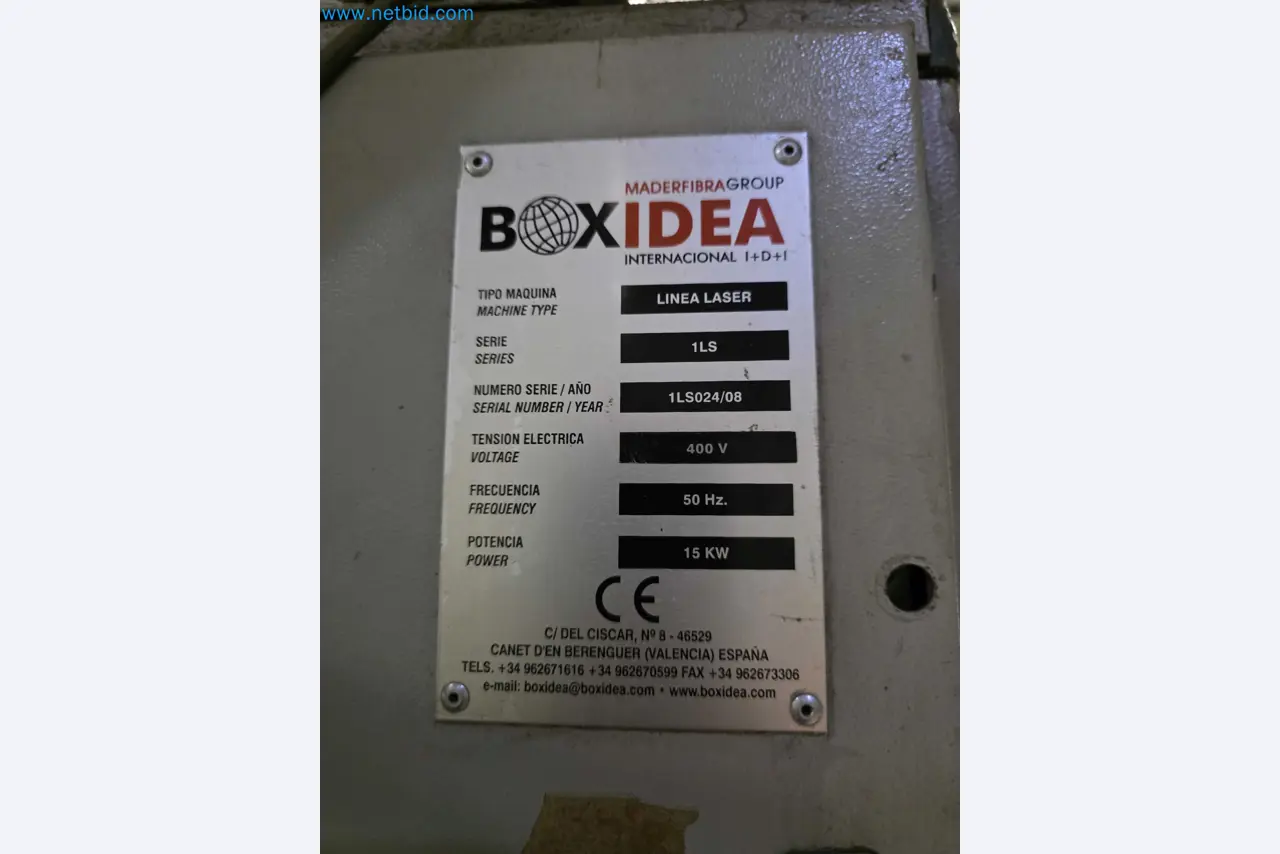 www.netbid.com
MADERFIBRAGROUP
BOXIDEA
INTERNACIONAL I+D+I
TIPO MAQUINA
MACHINE TYPE
LINEA LASER
SERIE
SERIES
1LS
NUMERO SERIE / AÑO
SERIAL NUMBER / YEAR
1LS024/08
TENSION ELECTRICA
VOLTAGE
400 V
FRECUENCIA
FREQUENCY
50 Hz.
POTENCIA
POWER
15 KW
CE
C/ DEL CISCAR, Nº 8 - 46529
CANET D'EN BERENGUER (VALENCIA) ESPAÑA
TELS. +34 962671616 +34 962670599 FAX +34 962673306
e-mail: boxidea@boxidea.com • www.boxidea.com